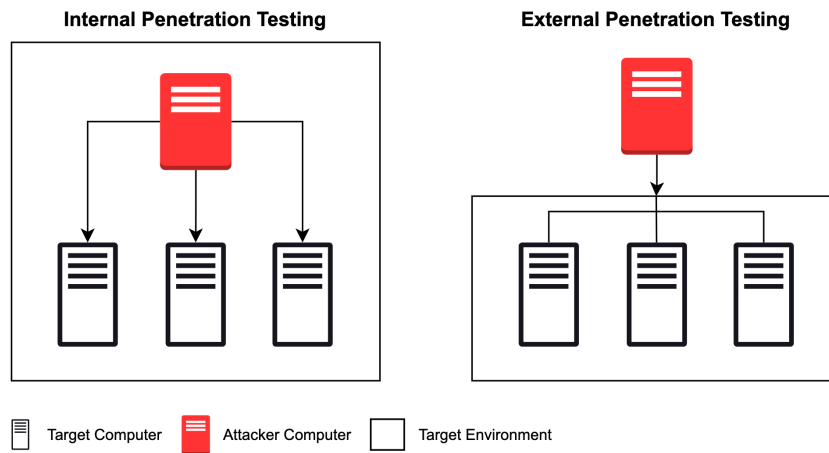 Internal Penetration Testing
External Penetration Testing
Target Computer
Attacker Computer
Target Environment